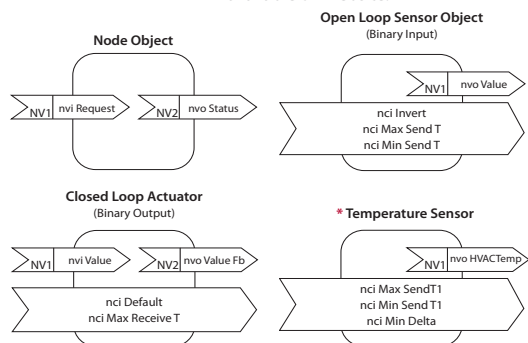 Node Object
NV1 nvi Request
NV2 nvo Status
Open Loop Sensor Object
(Binary Input)
NV1 nvo Value
nci Invert
nci Max Send T
nci Min Send T
Closed Loop Actuator
(Binary Output)
NV1 nvi Value
NV2 nvo Value Fb
nci Default
nci Max Receive T
* Temperature Sensor
NV1 nvo HVACTemp
nci Max SendT1
nci Min Send T1
nci Min Delta